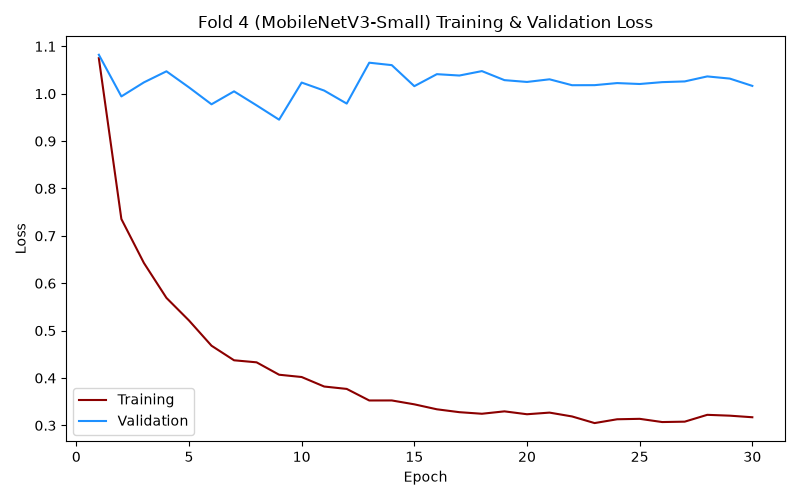 Fold 4 (MobileNetV3-Small) Training & Validation Loss
1.1
1.0
0.9
0.8
0.7
0.6
0.5
0.4
0.3
Loss
Training
Validation
0 5 10 15 20 25 30
Epoch